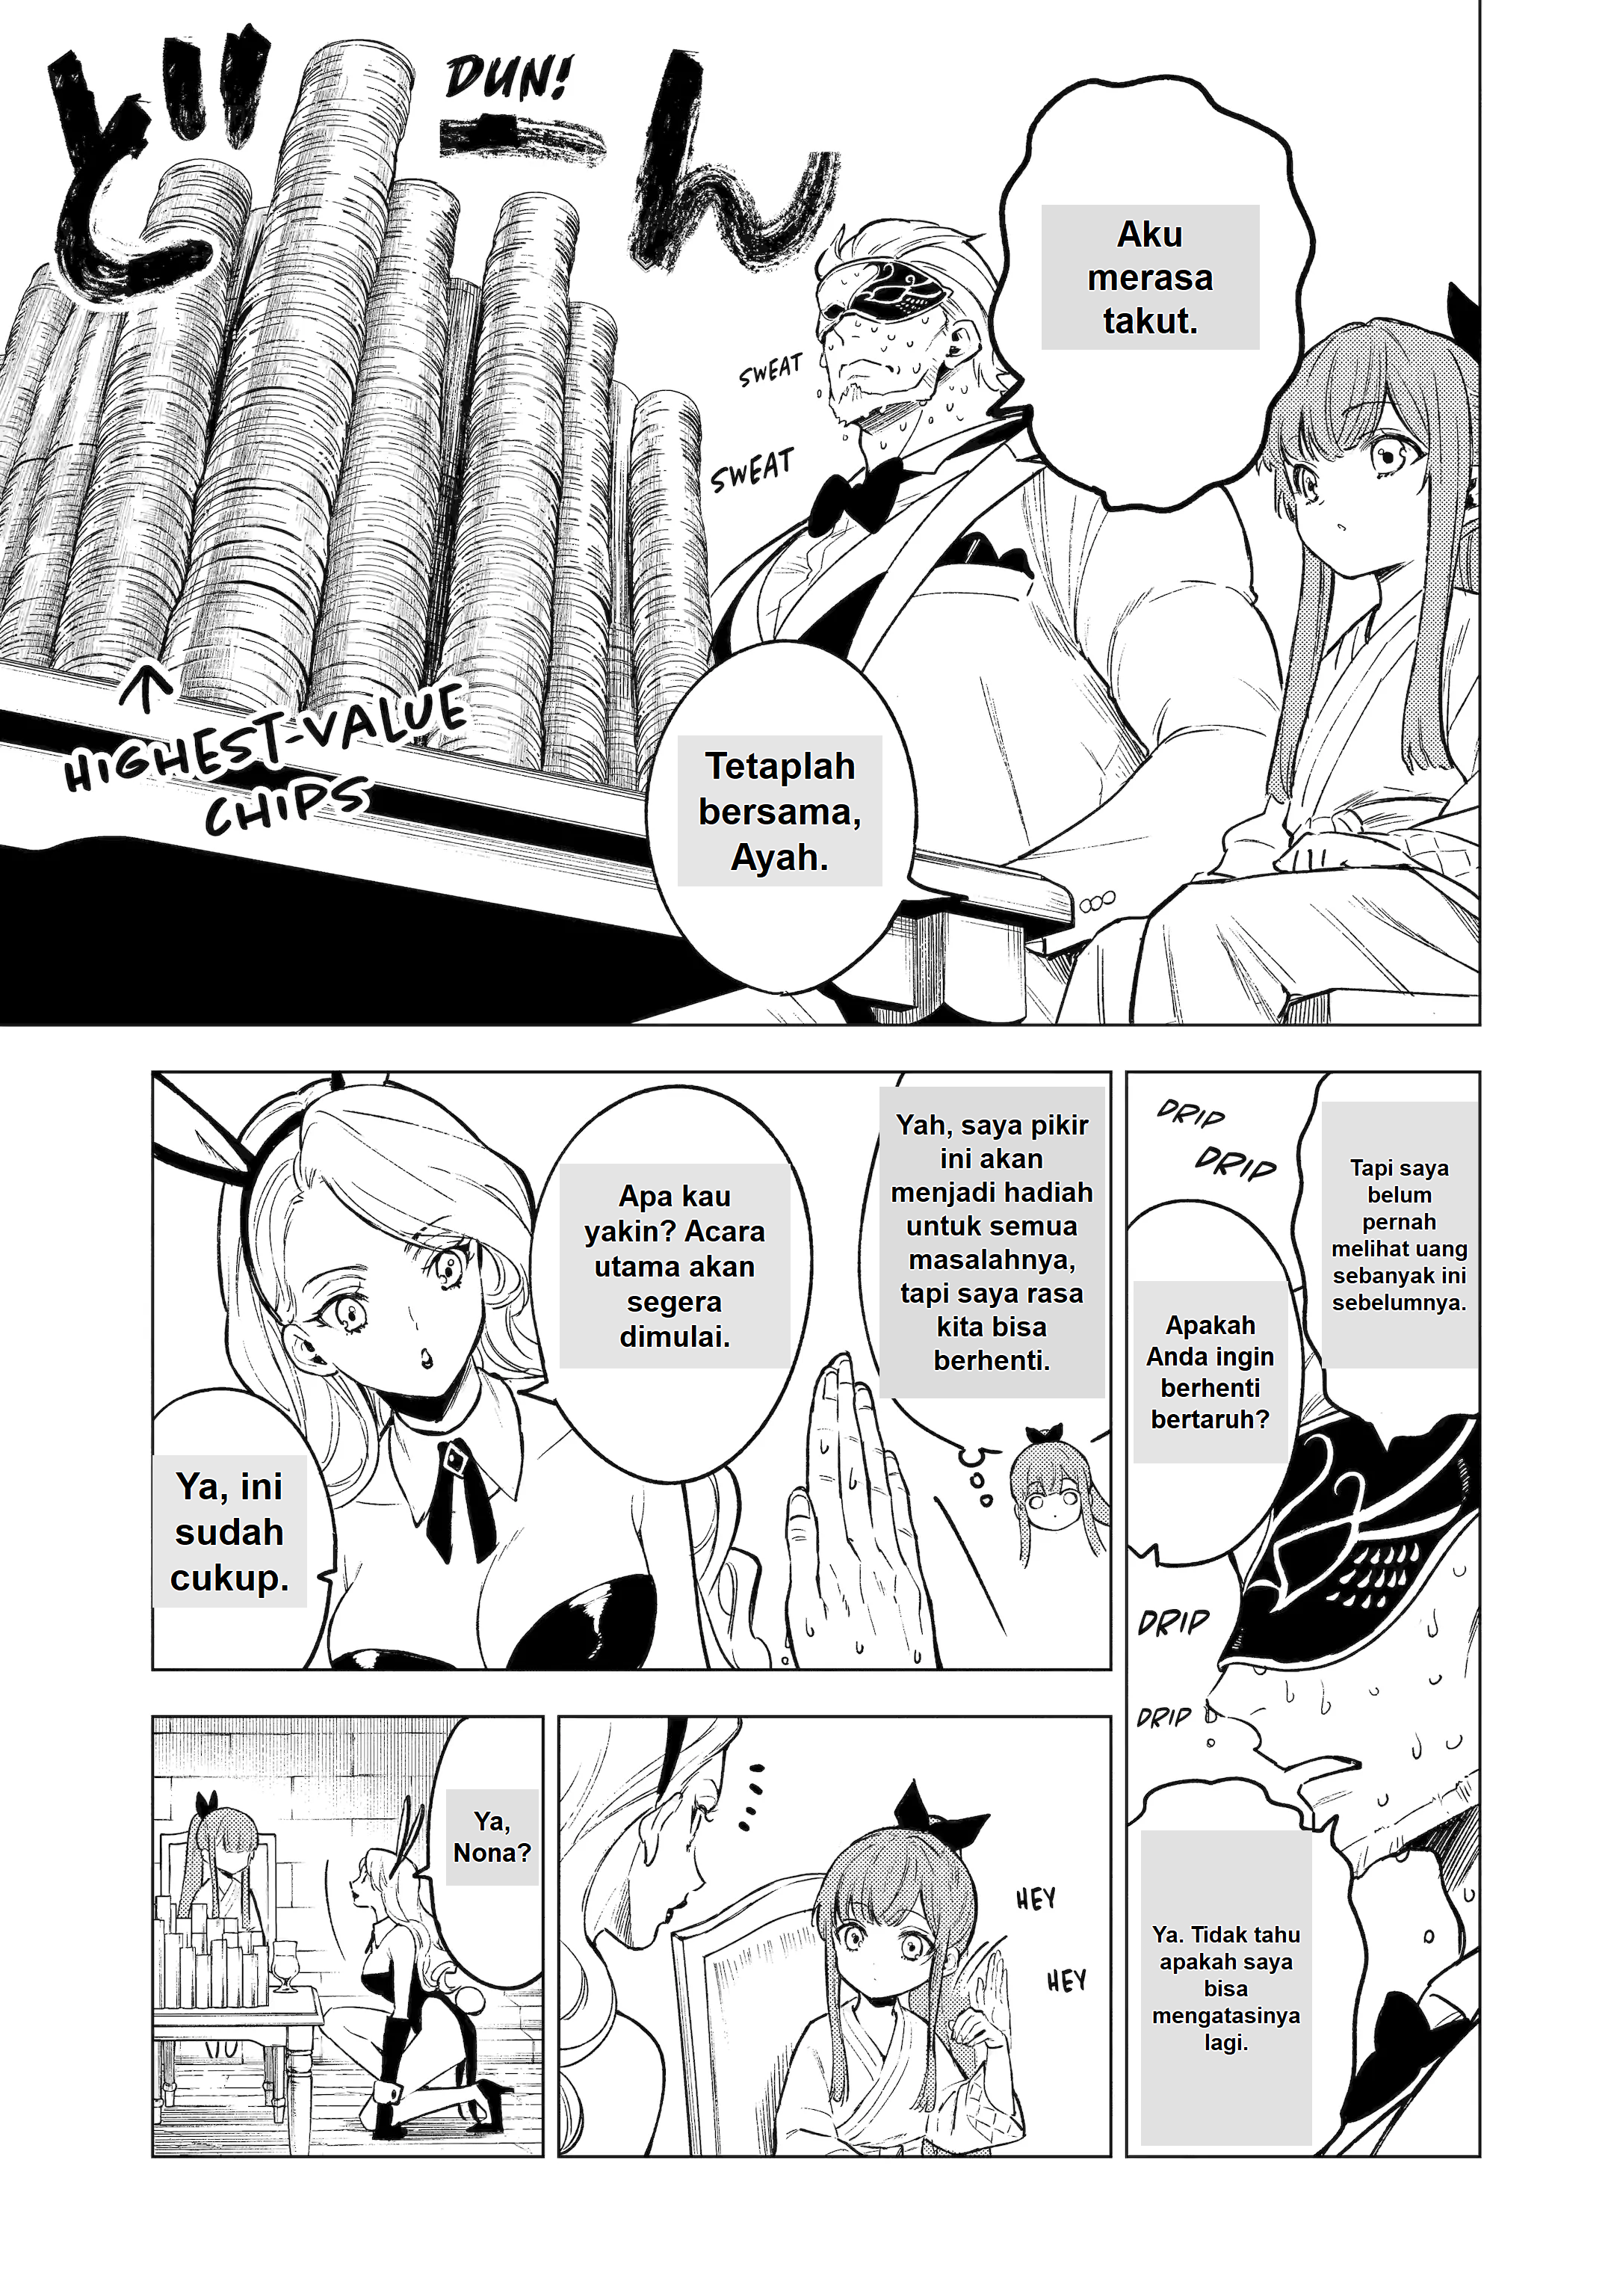 どーん
DUN!
Aku
merasa
takut.
SWEAT
SWEAT
HIGHEST-VALUE
CHIPS
Tetaplah
bersama,
Ayah.
Tapi saya
belum
pernah
melihat uang
sebanyak ini
sebelumnya.
DRIP
DRIP
Apakah
Anda ingin
berhenti
bertaruh?
DRIP
DRIP
Ya. Tidak tahu
apakah saya
bisa
mengatasinya
lagi.
Yah, saya pikir
ini akan
menjadi hadiah
untuk semua
masalahnya,
tapi saya rasa
kita bisa
berhenti.
Apa kau
yakin? Acara
utama akan
segera
dimulai.
Ya, ini
sudah
cukup.
HEY
HEY
Ya,
Nona?